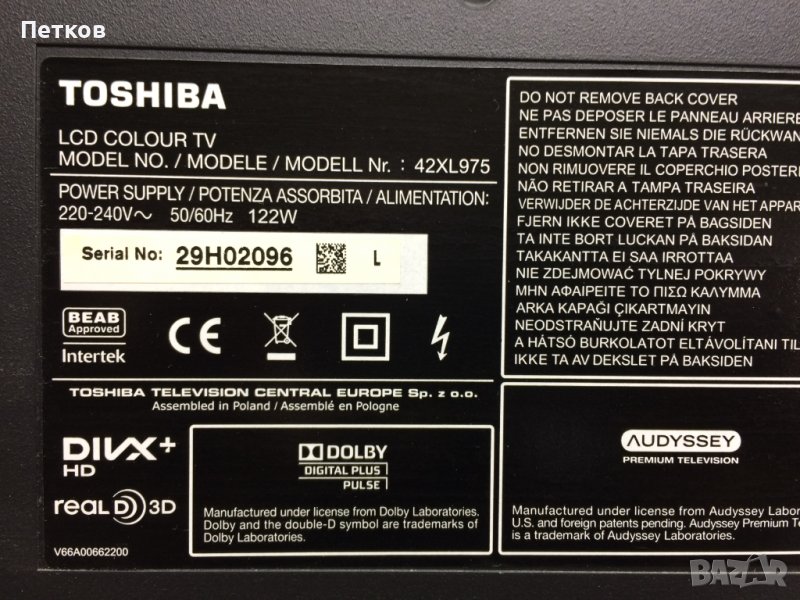 Петков
TOSHIBA
LCD COLOUR TV
MODEL NO. / MODELE / MODELL Nr. : 42XL975
POWER SUPPLY / POTENZA ASSORBITA / ALIMENTATION:
220-240V～ 50/60Hz 122W
Serial No: 29H02096 L
BEAB
Approved
Intertek
CE
TOSHIBA TELEVISION CENTRAL EUROPE Sp. z o.o.
Assembled in Poland / Assemblé en Pologne
DIVX+
HD
REALD 3D
V66A00662200
DOLBY
DIGITAL PLUS
PULSE
Manufactured under license from Dolby Laboratories.
Dolby and the double-D symbol are trademarks of
Dolby Laboratories.
DO NOT REMOVE BACK COVER
NE PAS DEPOSER LE PANNEAU ARRIERE
ENTFERNEN SIE NIEMALS DIE RÜCKWAN
NO DESMONTAR LA TAPA TRASERA
NON RIMUOVERE IL COPERCHIO POSTERI
NÃO RETIRAR A TAMPA TRASEIRA
VERWIJDER DE ACHTERZIJDE VAN HET APPAR
FJERN IKKE COVERET PÅ BAGSIDEN
TA INTE BORT LUCKAN PÅ BAKSIDAN
TAKAKANTTA EI SAA IRROTTAA
NIE ZDEJMOWAĆ TYLNEJ POKRYWY
ΜΗΝ ΑΦΑΙΡΕΙΤΕ ΤΟ ΠΙΣΩ ΚΑΛΥΜΜΑ
ARKA KAPAĞI ÇIKARTMAYIN
NEODSTRAŇUJTE ZADNÍ KRYT
A HÁTSÓ BURKOLATOT ELTÁVOLÍTANI TIL
IKKE TA AV DEKSLET PÅ BAKSIDEN
AUDYSSEY
PREMIUM TELEVISION
Manufactured under license from Audyssey Labor
U.S. and foreign patents pending. Audyssey Premium Te
is a trademark of Audyssey Laboratories.
BAZAR